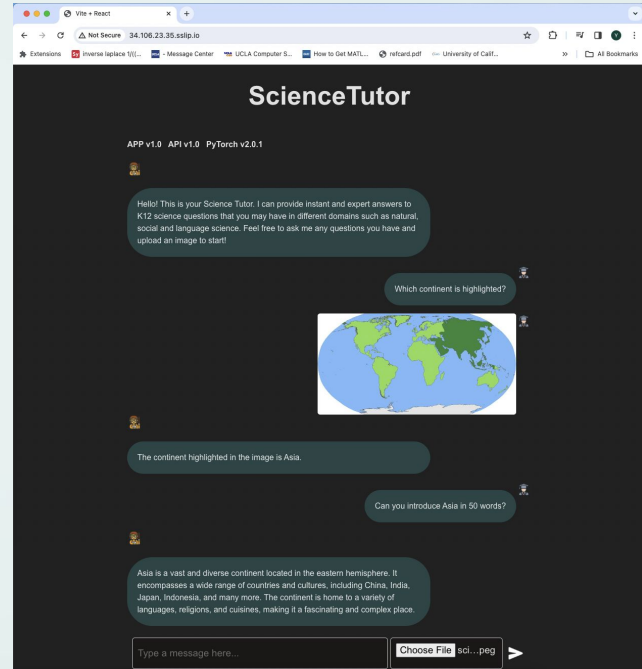 Vite + React
Not Secure 34.106.23.35.sslip.io
Extensions
Sy inverse laplace 1/((...
- Message Center
UCLA Computer S...
How to Get MATL...
refcard.pdf
University of Calif...
»
All Bookmarks
ScienceTutor
APP v1.0 API v1.0 PyTorch v2.0.1
Hello! This is your Science Tutor. I can provide instant and expert answers to
K12 science questions that you may have in different domains such as natural,
social and language science. Feel free to ask me any questions you have and
upload an image to start!
Which continent is highlighted?
The continent highlighted in the image is Asia.
Can you introduce Asia in 50 words?
Asia is a vast and diverse continent located in the eastern hemisphere. It
encompasses a wide range of countries and cultures, including China, India,
Japan, Indonesia, and many more. The continent is home to a variety of
languages, religions, and cuisines, making it a fascinating and complex place.
Type a message here...
Choose File sci...peg